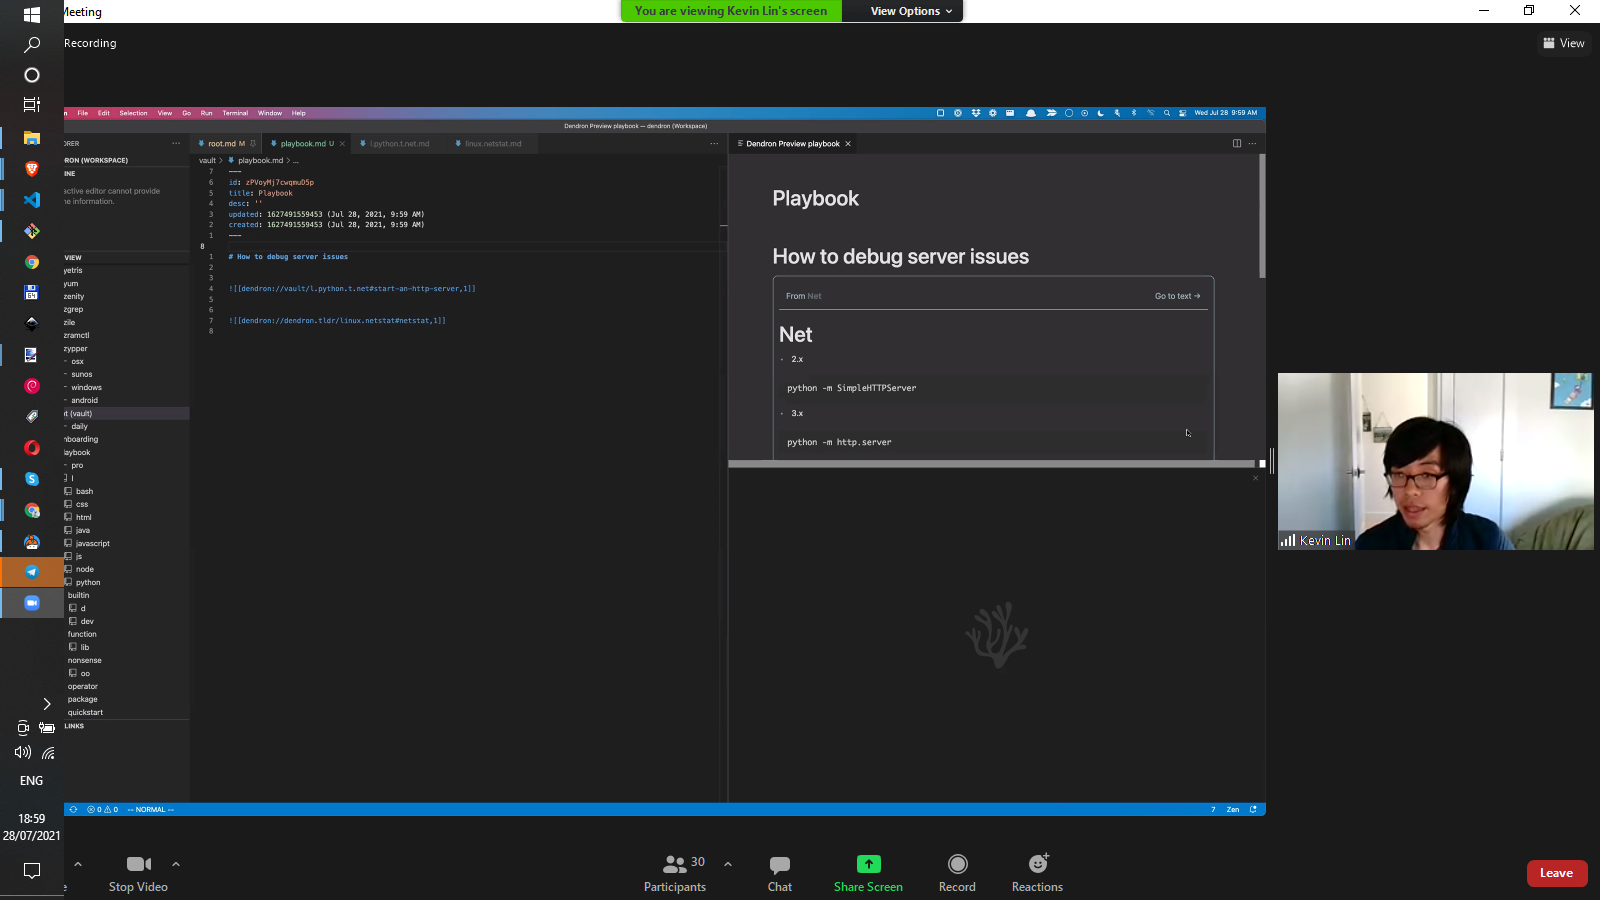 Meeting
You are viewing Kevin Lin's screen
View Options
Recording
View
File Edit Selection View Go Run Terminal Window Help
Wed Jul 28 9:59 AM
Dendron Preview playbook — dendron (Workspace)
ORER
root.md M
playbook.md U
l.python.t.net.md
linux.netstat.md
Dendron Preview playbook
DRON (WORKSPACE)
INE
active editor cannot provide
ne information.
VIEW
yetris
yum
zenity
zgrep
zile
zramctl
zypper
osx
sunos
windows
android
t (vault)
daily
nboarding
laybook
pro
l
bash
css
html
java
javascript
js
node
python
builtin
d
dev
function
lib
nonsense
oo
operator
package
quickstart
LINKS
vault > playbook.md > ...
7 ---
6 id: zPVoyMj7cwqmuD5p
5 title: Playbook
4 desc: ''
3 updated: 1627491559453 (Jul 28, 2021, 9:59 AM)
2 created: 1627491559453 (Jul 28, 2021, 9:59 AM)
1 ---
8
1 # How to debug server issues
2
3
4 ![[dendron://vault/l.python.t.net#start-an-http-server,1]]
5
6
7 ![[dendron://dendron.tldr/linux.netstat#netstat,1]]
8
Playbook
How to debug server issues
From Net
Go to text →
Net
2.x
python -m SimpleHTTPServer
3.x
python -m http.server
Kevin Lin
0 0 -- NORMAL --
7 Zen
64
ENG
18:59
28/07/2021
e
Stop Video
Participants
30
Chat
Share Screen
Record
Reactions
Leave